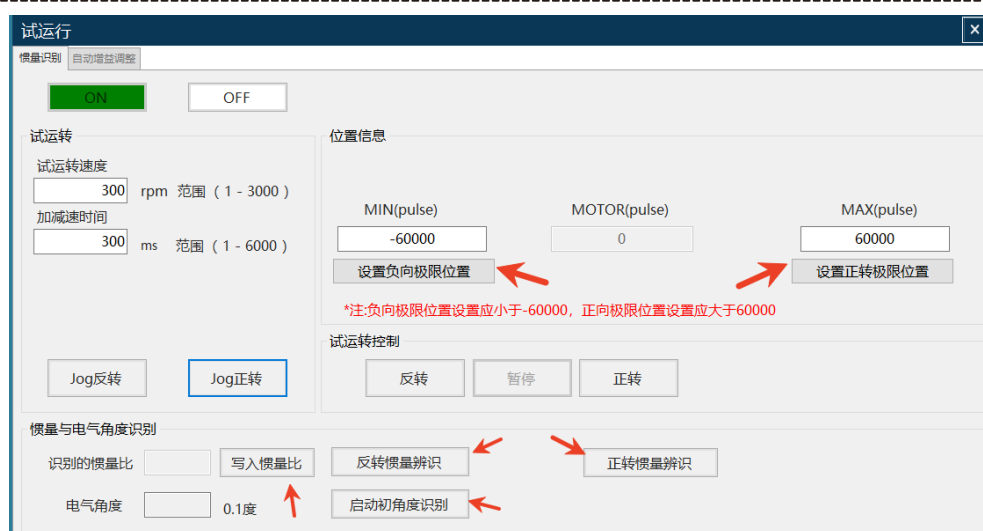 试运行
惯量识别 自动增益调整
ON OFF
试运转
试运转速度
300 rpm 范围 ( 1 - 3000 )
加减速时间
300 ms 范围 ( 1 - 6000 )
Jog反转 Jog正转
位置信息
MIN(pulse) MOTOR(pulse) MAX(pulse)
-60000 0 60000
设置负向极限位置 设置正转极限位置
*注:负向极限位置设置应小于-60000，正向极限位置设置应大于60000
试运转控制
反转 暂停 正转
惯量与电气角度识别
识别的惯量比 写入惯量比 反转惯量辨识 正转惯量辨识
电气角度 0.1度 启动初角度识别